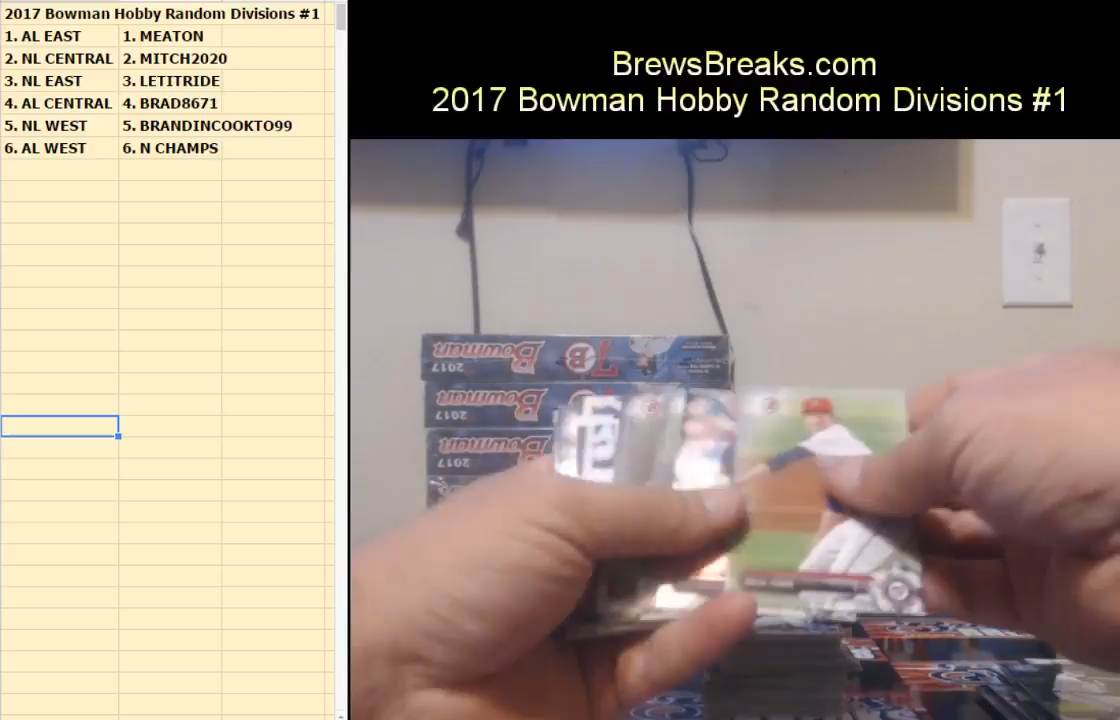 2017 Bowman Hobby Random Divisions #1
1. AL EAST 1. MEATON
2. NL CENTRAL 2. MITCH2020
3. NL EAST 3. LETITRIDE
4. AL CENTRAL 4. BRAD8671
5. NL WEST 5. BRANDINCOOKTO99
6. AL WEST 6. N CHAMPS
BrewsBreaks.com
2017 Bowman Hobby Random Divisions #1
Bowman
2017
Bowman
2017
Bowman
2017